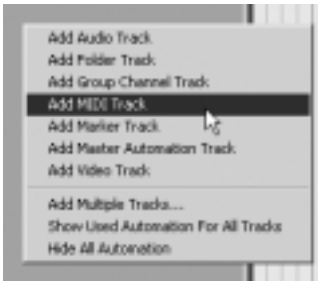 Add Audio Track
Add Folder Track
Add Group Channel Track
Add MIDI Track
Add Marker Track
Add Master Automation Track
Add Video Track
Add Multiple Tracks...
Show Used Automation For All Tracks
Hide All Automation